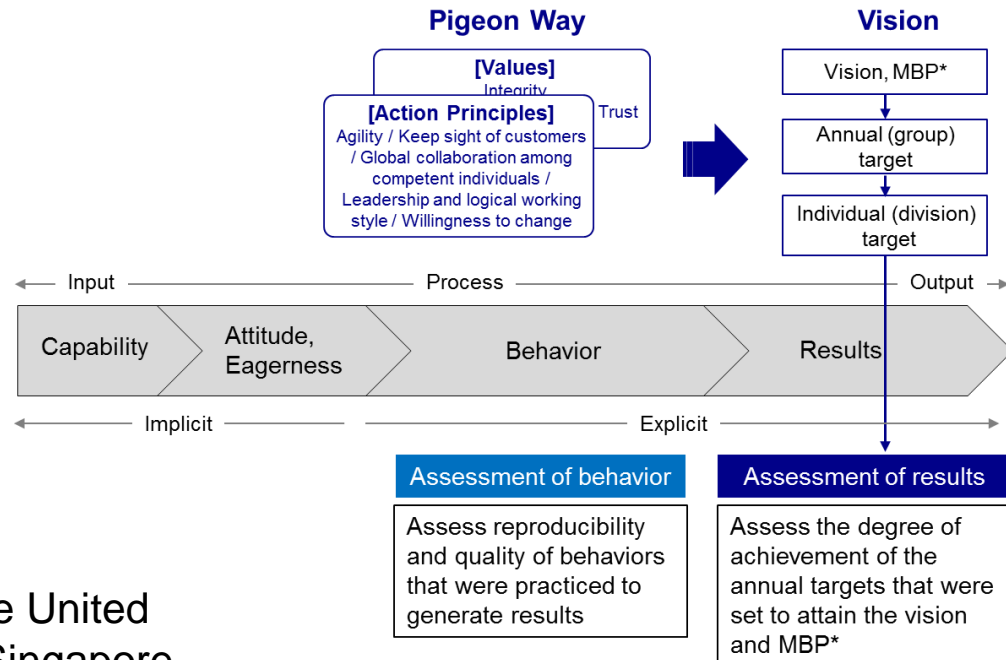 Pigeon Way
Vision
[Values]
Integrity
Trust
[Action Principles]
Agility / Keep sight of customers
/ Global collaboration among
competent individuals /
Leadership and logical working
style / Willingness to change
Vision, MBP*
Annual (group)
target
Individual (division)
target
Input
Process
Output
Capability
Attitude,
Eagerness
Behavior
Results
Implicit
Explicit
Assessment of behavior
Assess reproducibility
and quality of behaviors
that were practiced to
generate results
Assessment of results
Assess the degree of
achievement of the
annual targets that were
set to attain the vision
and MBP*
United
Singapore